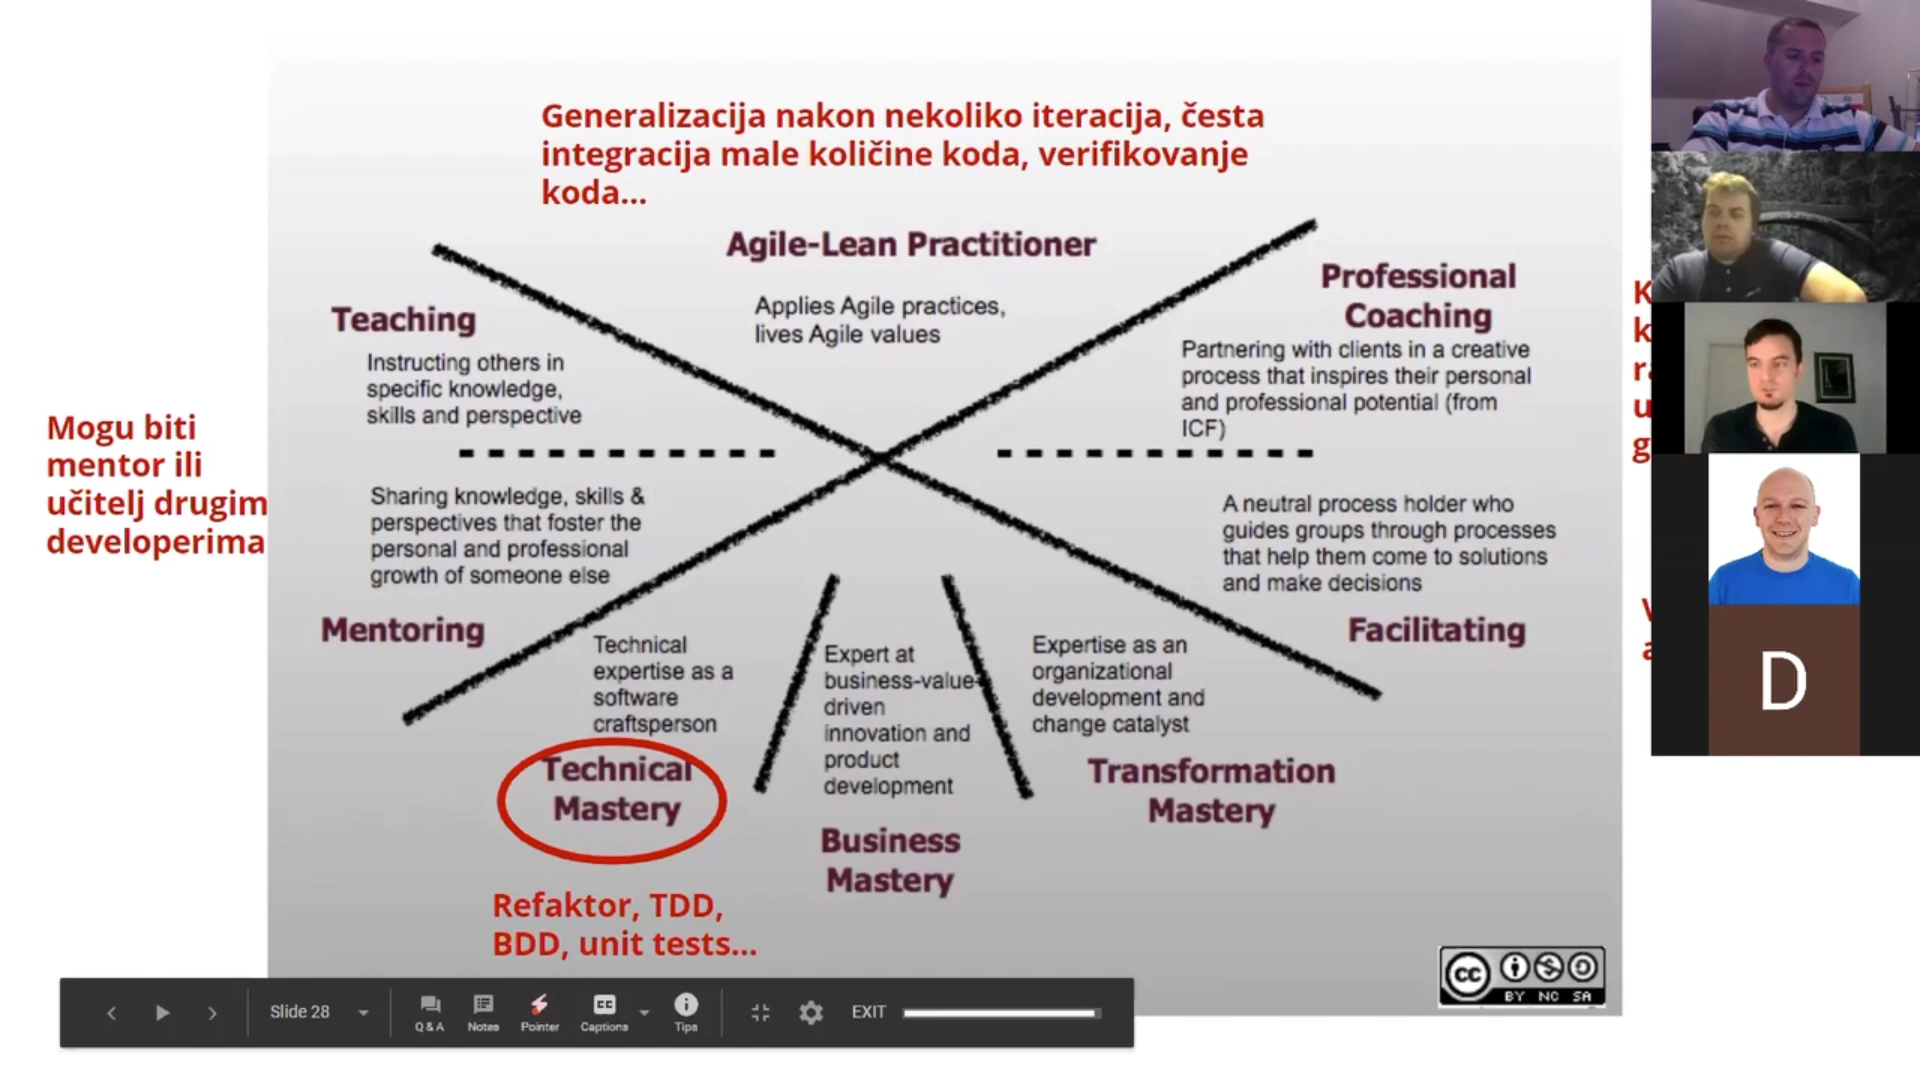 Generalizacija nakon nekoliko iteracija, česta
integracija male količine koda, verifikovanje
koda...
Agile-Lean Practitioner
Applies Agile practices,
lives Agile values
Teaching
Instructing others in
specific knowledge,
skills and perspective
Professional
Coaching
Partnering with clients in a creative
process that inspires their personal
and professional potential (from
ICF)
Mogu biti
mentor ili
učitelj drugim
developerima
Sharing knowledge, skills &
perspectives that foster the
personal and professional
growth of someone else
Mentoring
A neutral process holder who
guides groups through processes
that help them come to solutions
and make decisions
Facilitating
Technical
expertise as a
software
craftsperson
Technical
Mastery
Expert at
business-value-
driven
innovation and
product
development
Business
Mastery
Expertise as an
organizational
development and
change catalyst
Transformation
Mastery
Refaktor, TDD,
BDD, unit tests...
D
cc
BY NC SA
Slide 28
Q & A
Notes
Pointer
CC
Captions
Tips
EXIT